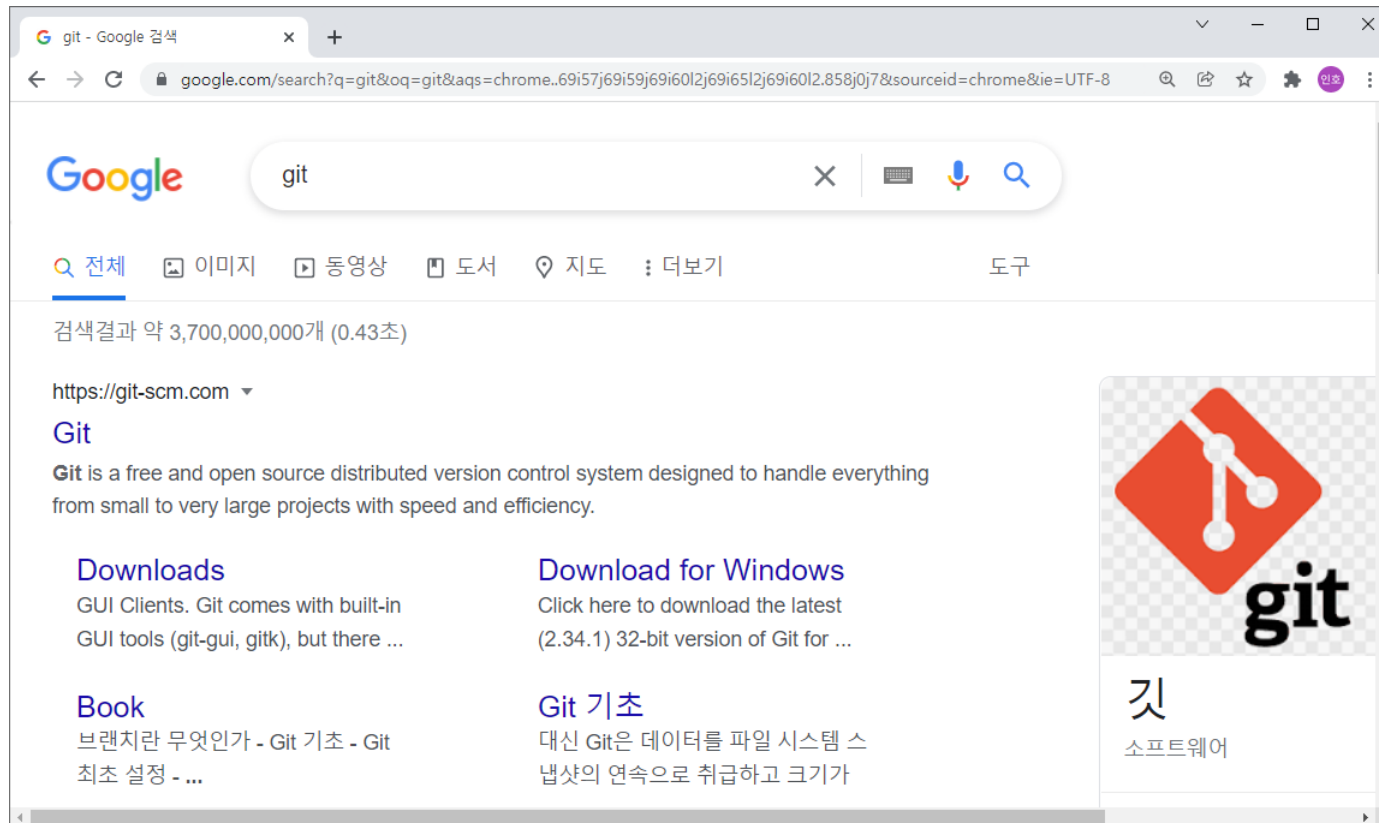 git - Google 검색
google.com/search?q=git&oq=git&aqs=chrome..69i57j69i59j69i60l2j69i65l2j69i60l2.858j0j7&sourceid=chrome&ie=UTF-8
인호
Google
git
전체 이미지 동영상 도서 지도 더보기 도구
검색결과 약 3,700,000,000개 (0.43초)
https://git-scm.com
Git
Git is a free and open source distributed version control system designed to handle everything
from small to very large projects with speed and efficiency.
Downloads
GUI Clients. Git comes with built-in
GUI tools (git-gui, gitk), but there ...
Download for Windows
Click here to download the latest
(2.34.1) 32-bit version of Git for ...
Book
브랜치란 무엇인가 - Git 기초 - Git
최초 설정 - ...
Git 기초
대신 Git은 데이터를 파일 시스템 스
냅샷의 연속으로 취급하고 크기가
git
깃
소프트웨어